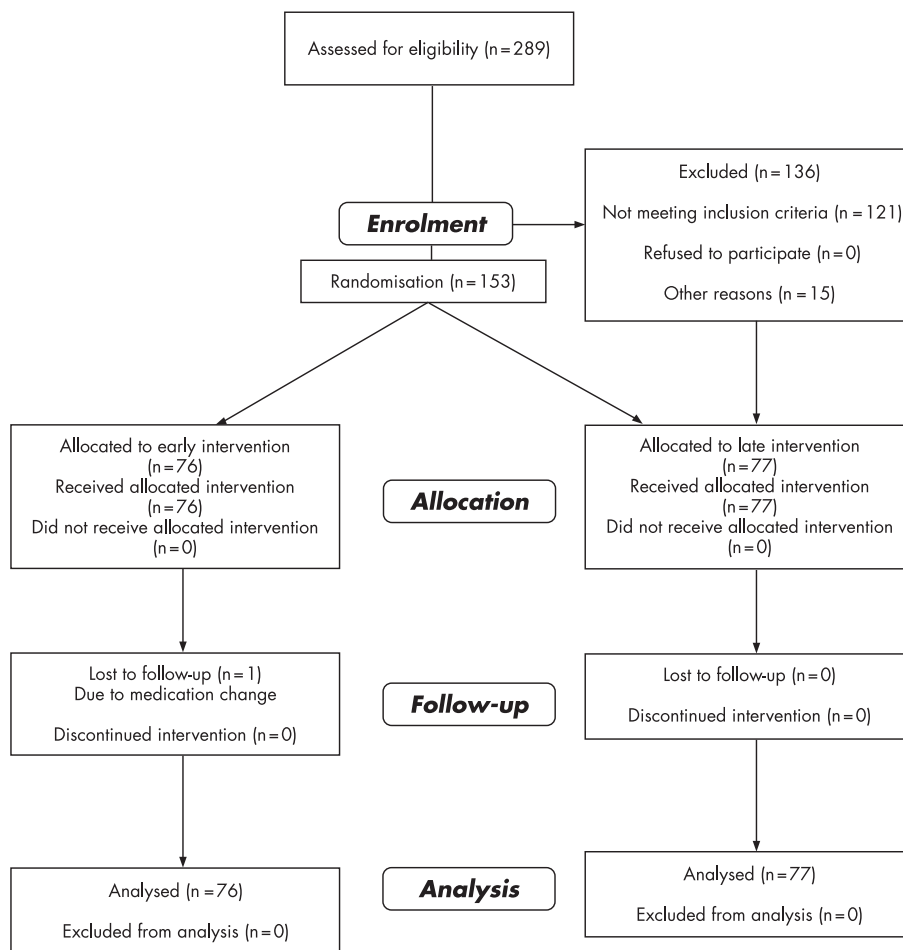 Assessed for eligibility (n=289)
Excluded (n=136)
Not meeting inclusion criteria (n=121)
Refused to participate (n=0)
Other reasons (n=15)
Enrolment
Randomisation (n=153)
Allocated to early intervention
(n=76)
Received allocated intervention
(n=76)
Did not receive allocated intervention
(n=0)
Allocation
Allocated to late intervention
(n=77)
Received allocated intervention
(n=77)
Did not receive allocated intervention
(n=0)
Lost to follow-up (n=1)
Due to medication change
Discontinued intervention (n=0)
Follow-up
Lost to follow-up (n=0)
Discontinued intervention (n=0)
Analysed (n=76)
Excluded from analysis (n=0)
Analysis
Analysed (n=77)
Excluded from analysis (n=0)